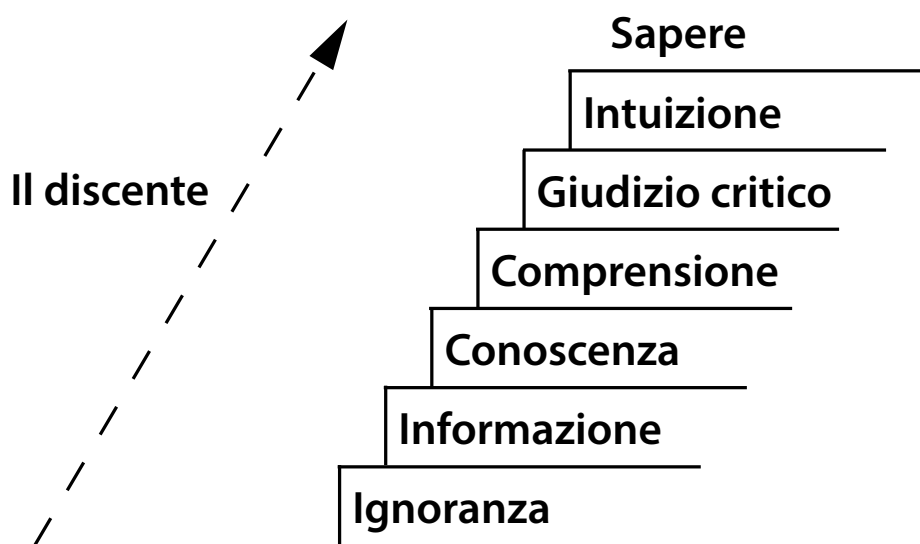 Sapere
Intuizione
Il discente
Giudizio critico
Comprensione
Conoscenza
Informazione
Ignoranza